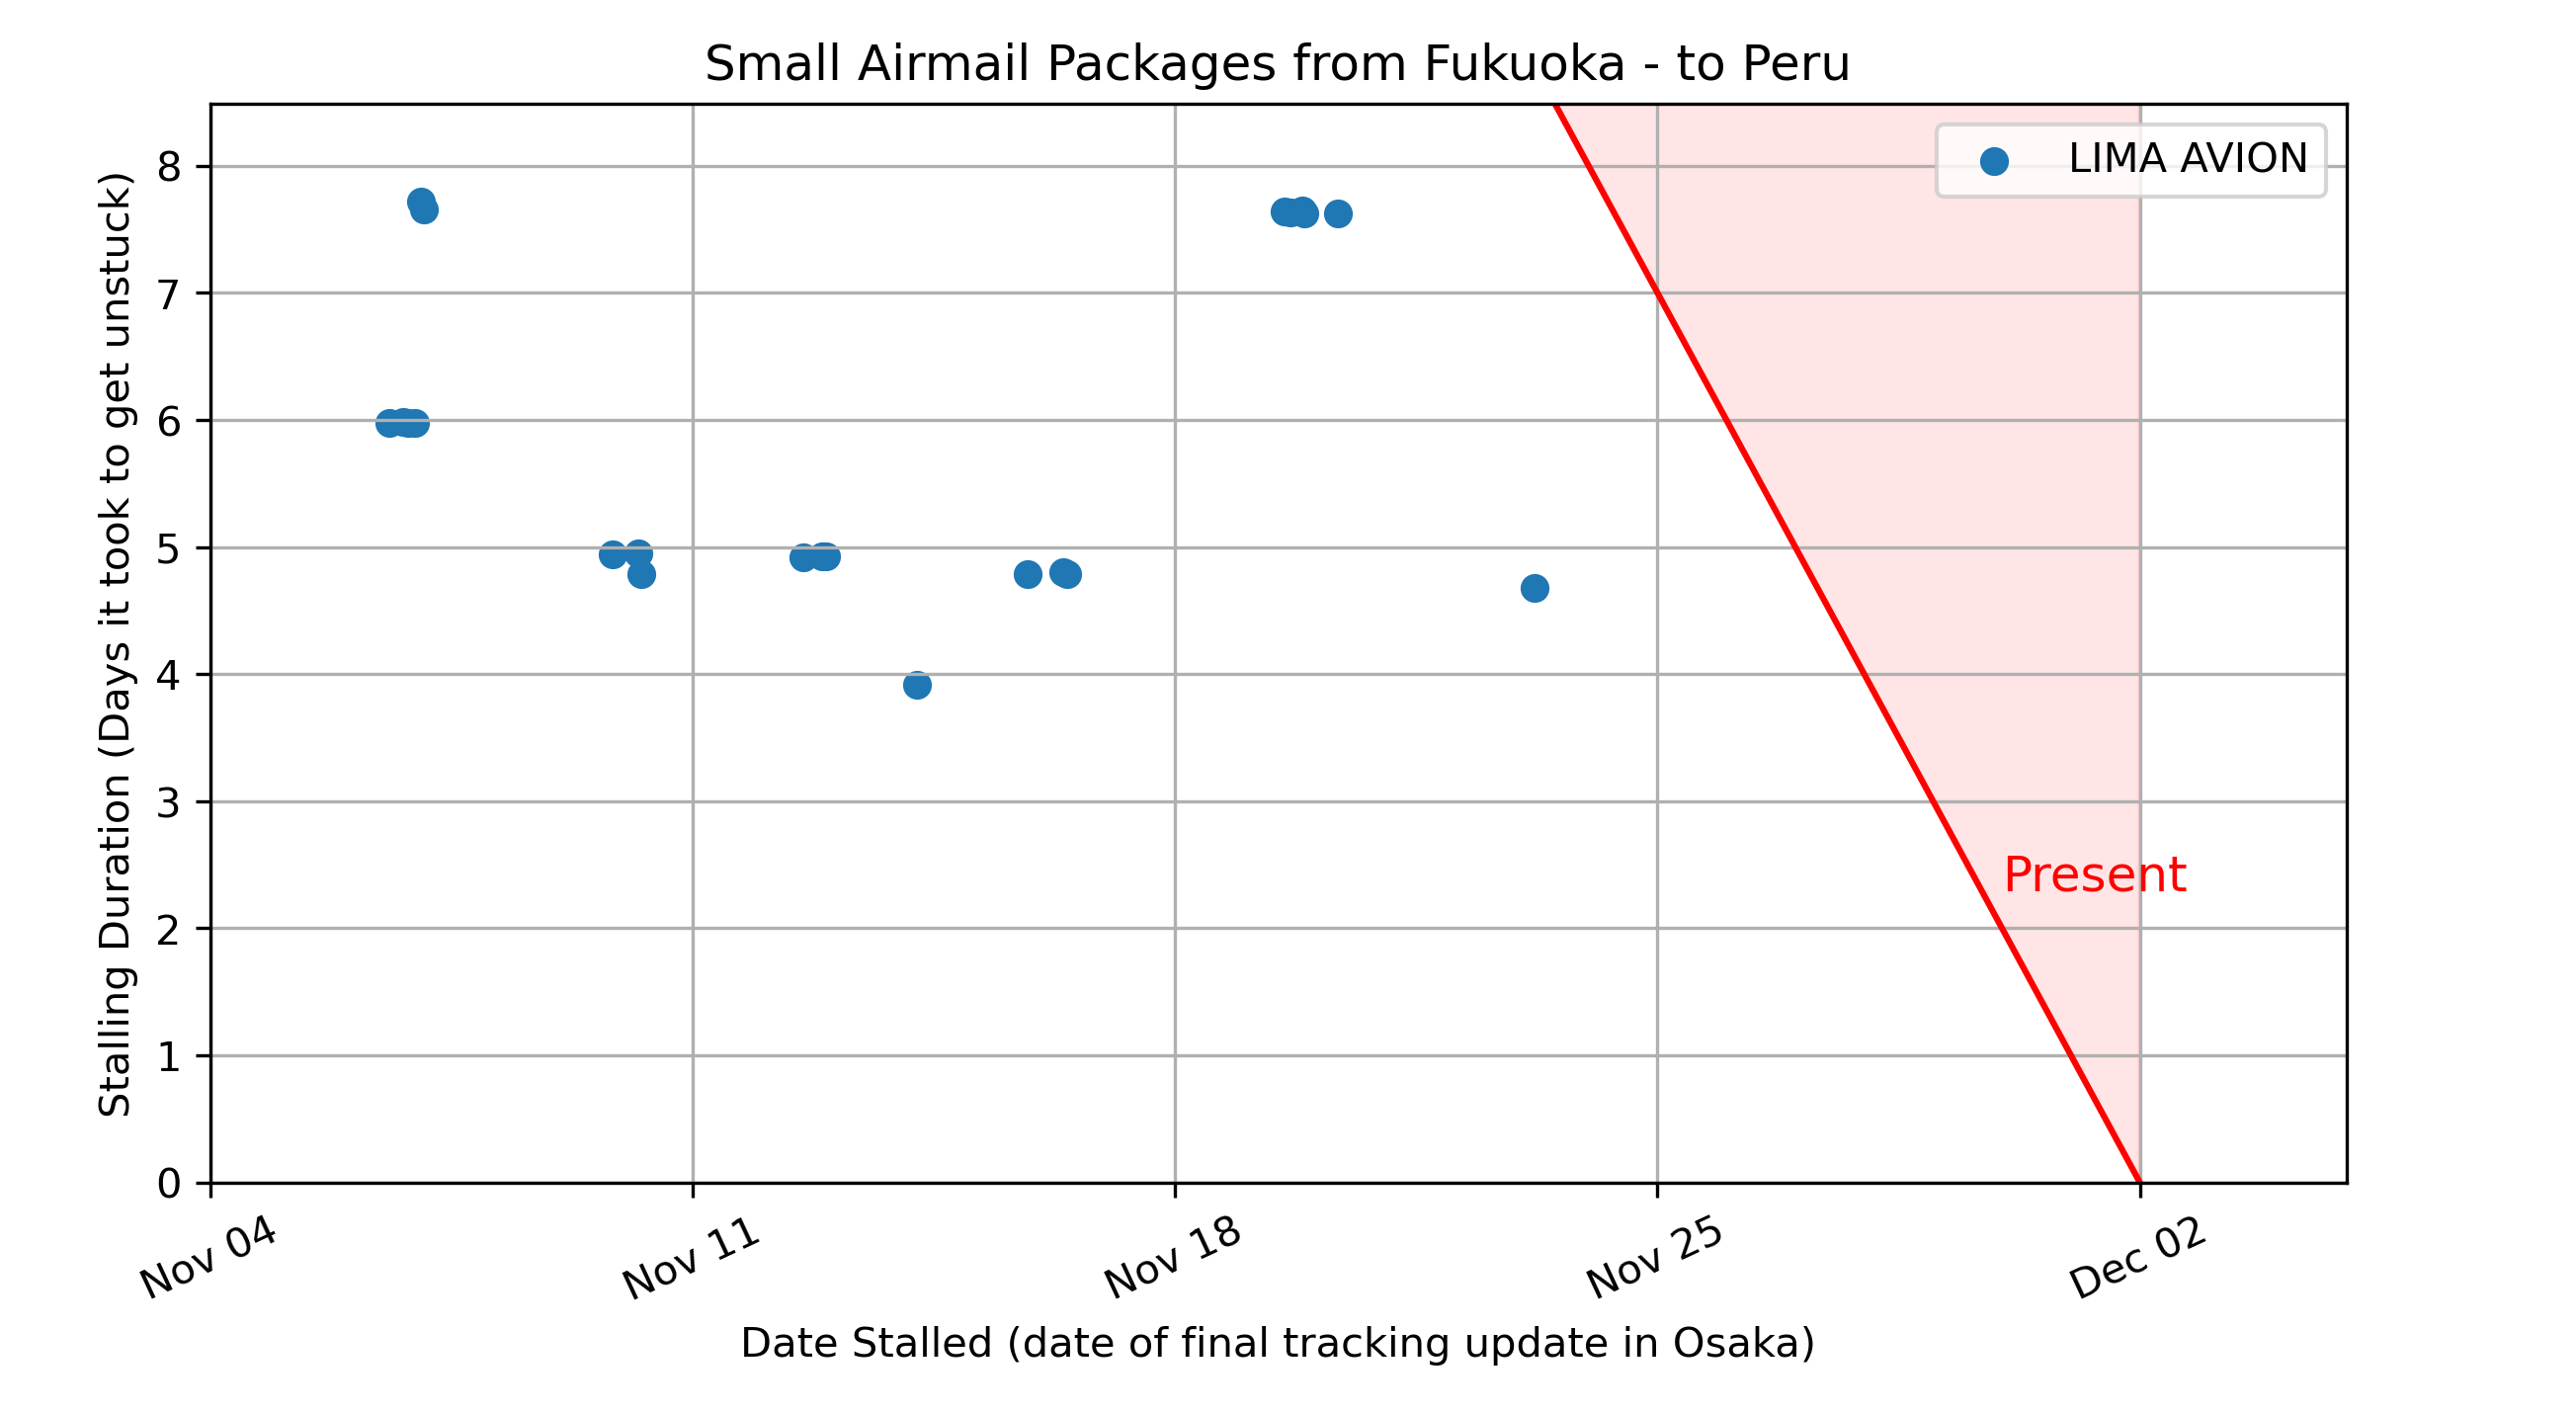 Small Airmail Packages from Fukuoka - to Peru
LIMA AVION
Stalling Duration (Days it took to get unstuck)
8
7
6
5
4
3
2
1
0
Present
Nov 04
Nov 11
Nov 18
Nov 25
Dec 02
Date Stalled (date of final tracking update in Osaka)